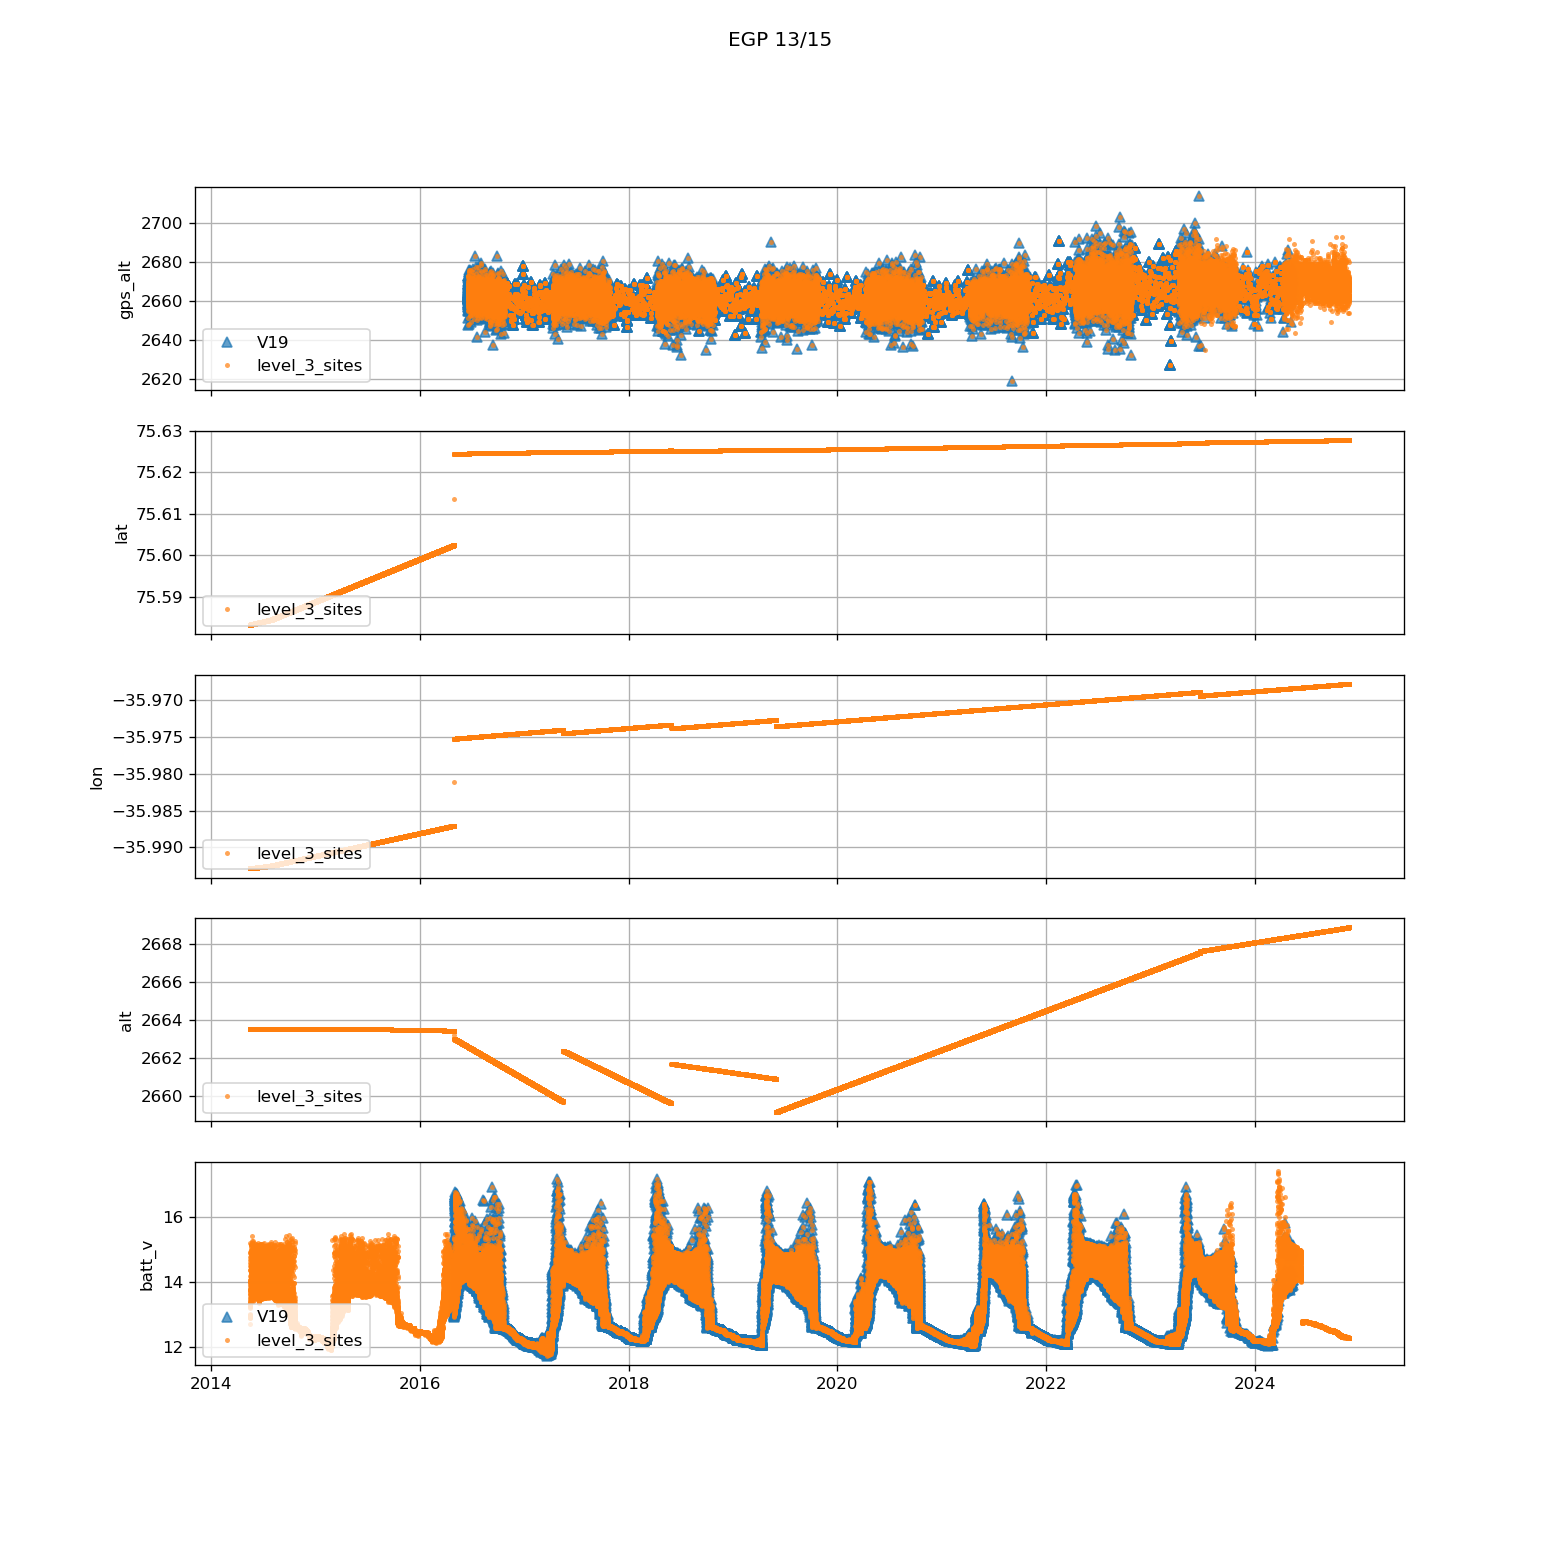 EGP 13/15
2700
2680
2660
2640
2620
gps_alt
V19
level_3_sites
75.63
75.62
75.61
75.60
75.59
lat
level_3_sites
−35.970
−35.975
−35.980
−35.985
−35.990
lon
level_3_sites
2668
2666
2664
2662
2660
alt
level_3_sites
16
14
12
batt_v
V19
level_3_sites
2014 2016 2018 2020 2022 2024